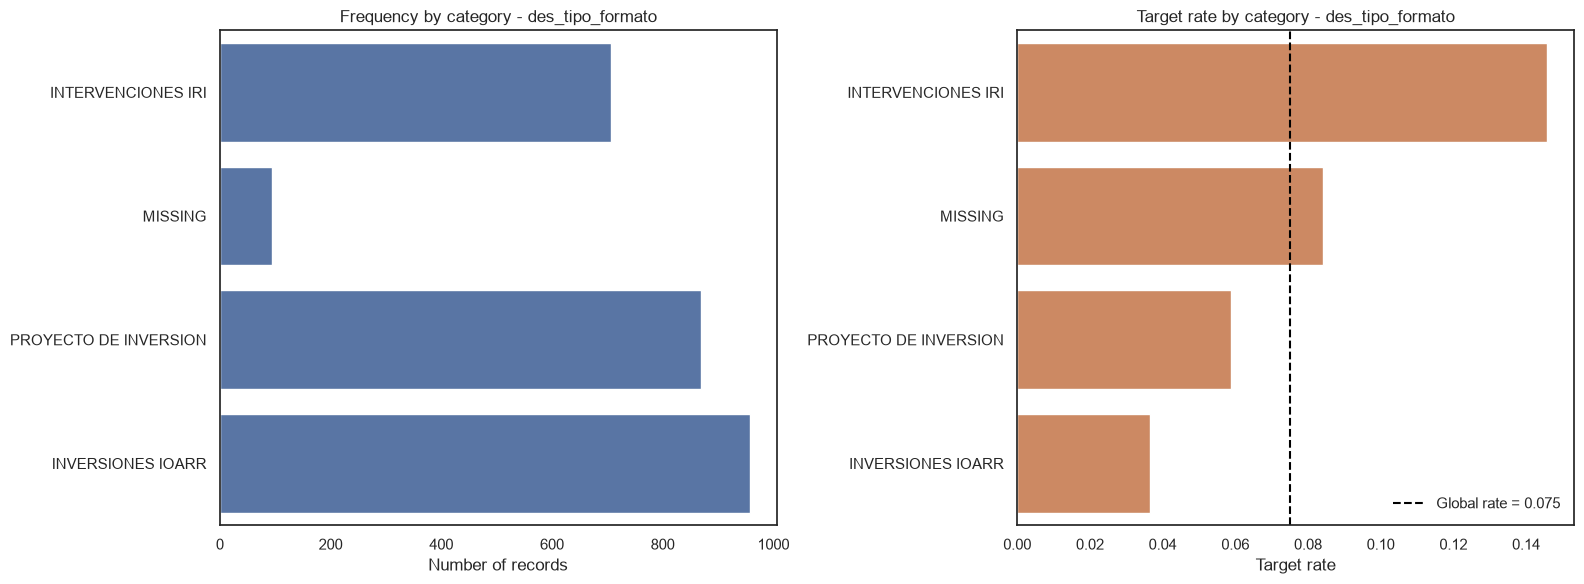 Frequency by category - des_tipo_formato
INTERVENCIONES IRI
MISSING
PROYECTO DE INVERSION
INVERSIONES IOARR
0 200 400 600 800 1000
Number of records
Target rate by category - des_tipo_formato
INTERVENCIONES IRI
MISSING
PROYECTO DE INVERSION
INVERSIONES IOARR
Global rate = 0.075
0.00 0.02 0.04 0.06 0.08 0.10 0.12 0.14
Target rate